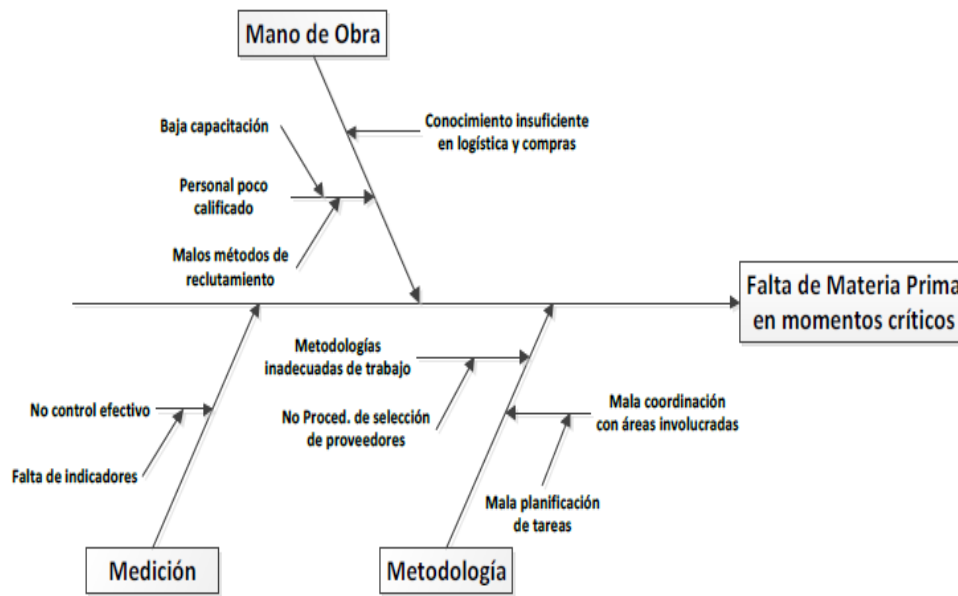 Mano de Obra
Baja capacitación
Conocimiento insuficiente
en logística y compras
Personal poco
calificado
Malos métodos de
reclutamiento
Falta de Materia Prima
en momentos críticos
Metodologías
inadecuadas de trabajo
No control efectivo
No Proced. de selección
de proveedores
Mala coordinación
con áreas involucradas
Falta de indicadores
Mala planificación
de tareas
Medición
Metodología